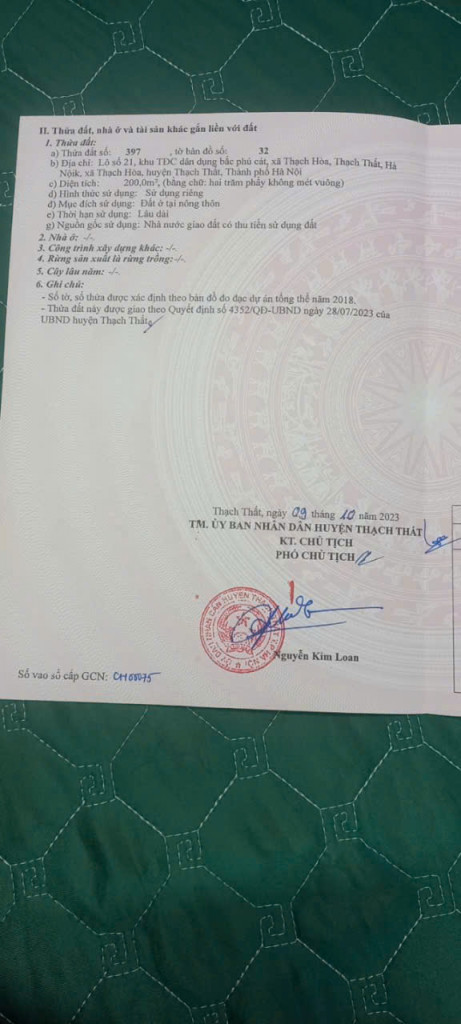 II. Thửa đất, nhà ở và tài sản khác gắn liền với đất
1. Thửa đất:
a) Thửa đất số: 397 , tờ bản đồ số: 32
b) Địa chỉ: Lô số 21, khu TĐC dân dụng bắc phú cát, xã Thạch Hòa, Thạch Thất, Hà
Nộik, xã Thạch Hòa, huyện Thạch Thất, Thành phố Hà Nội
c) Diện tích: 200,0m², (bằng chữ: hai trăm phẩy không mét vuông)
d) Hình thức sử dụng: Sử dụng riêng
đ) Mục đích sử dụng: Đất ở tại nông thôn
e) Thời hạn sử dụng: Lâu dài
g) Nguồn gốc sử dụng: Nhà nước giao đất có thu tiền sử dụng đất
2. Nhà ở: -/-.
3. Công trình xây dựng khác: -/-.
4. Rừng sản xuất là rừng trồng: -/-.
5. Cây lâu năm: -/-.
6. Ghi chú:
- Số tờ, số thửa được xác định theo bản đồ đo đạc dự án tổng thể năm 2018.
- Thửa đất này được giao theo Quyết định số 4352/QĐ-UBND ngày 28/07/2023 của
UBND huyện Thạch Thất
Thạch Thất, ngày 09 tháng 10 năm 2023
TM. ỦY BAN NHÂN DÂN HUYỆN THẠCH THẤT
KT. CHỦ TỊCH
PHÓ CHỦ TỊCH
Nguyễn Kim Loan
Số vào sổ cấp GCN: CH08075